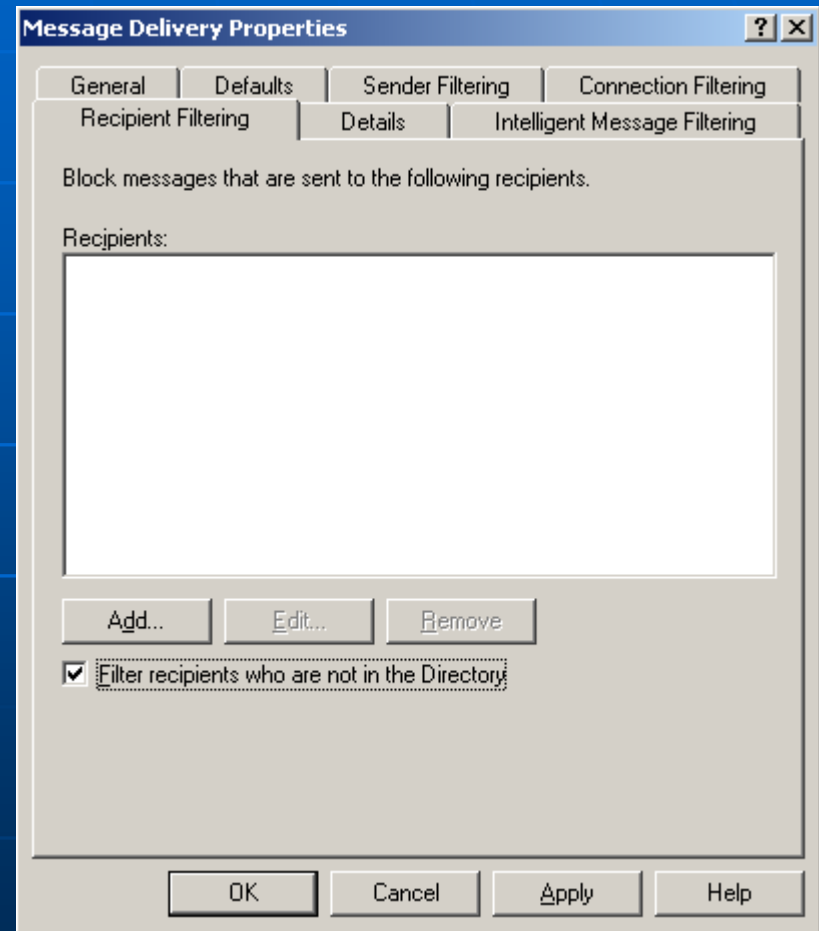 Message Delivery Properties
General Defaults Sender Filtering Connection Filtering
Recipient Filtering Details Intelligent Message Filtering
Block messages that are sent to the following recipients.
Recipients:
Add... Edit... Remove
Filter recipients who are not in the Directory
OK Cancel Apply Help